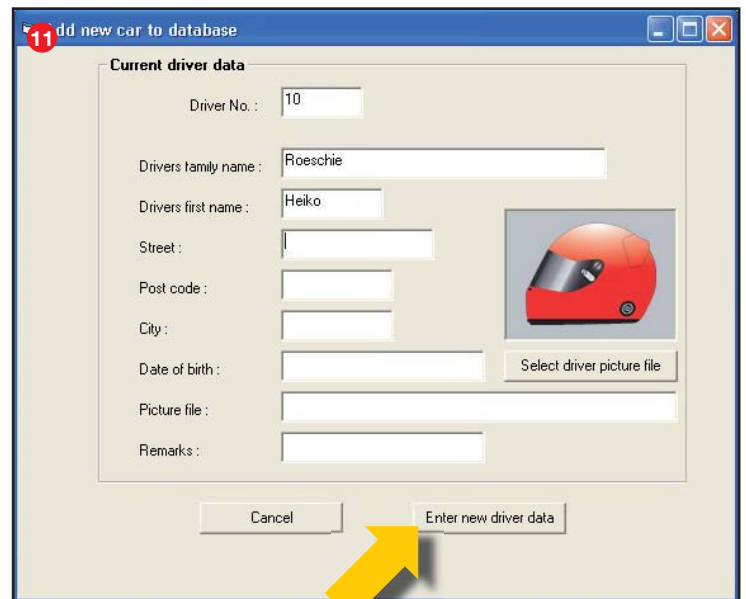 11
Add new car to database
Current driver data
Driver No. :
10
Drivers family name :
Roeschie
Drivers first name :
Heiko
Street :
Post code :
City :
Date of birth :
Select driver picture file
Picture file :
Remarks :
Cancel
Enter new driver data